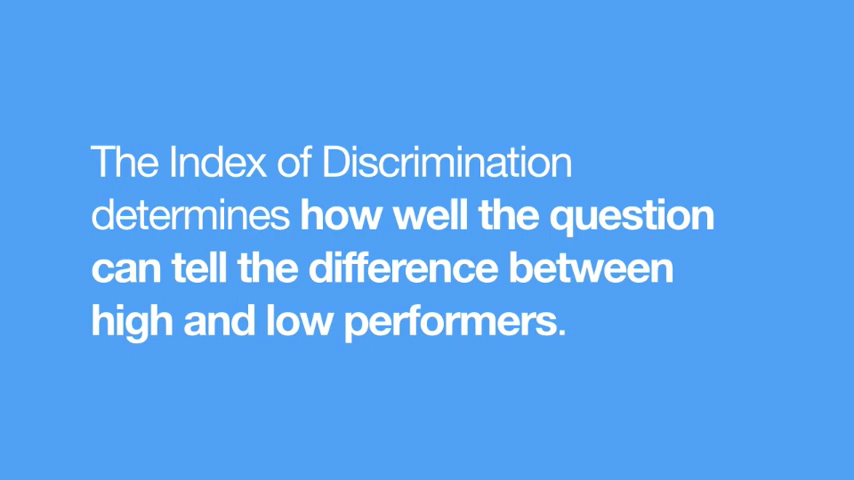 The Index of Discrimination
determines how well the question
can tell the difference between
high and low performers.